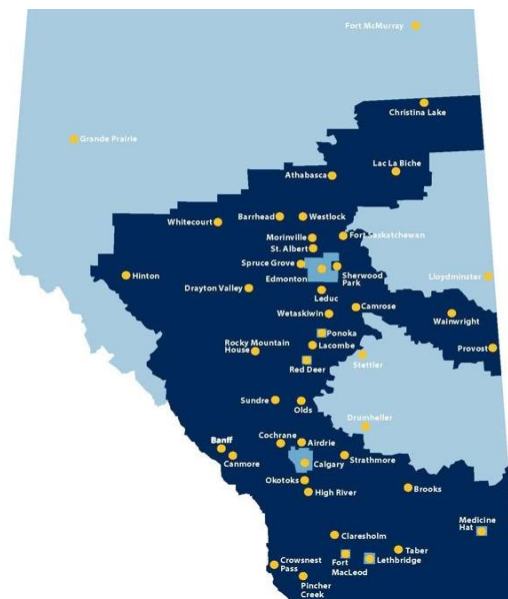 Fort McMurray
Christina Lake
Grande Prairie
Lac La Biche
Athabasca
Barrhead
Westlock
Whitecourt
Fort Saskatchewan
Morinville
St. Albert
Spruce Grove
Edmonton
Sherwood
Park
Hinton
Lloydminster
Drayton Valley
Leduc
Camrose
Wetaskiwin
Wainwright
Ponoka
Rocky Mountain
House
Lacombe
Provost
Red Deer
Stettler
Sundre
Olds
Drumheller
Banff
Cochrane
Airdrie
Canmore
Calgary
Strathmore
Okotoks
High River
Brooks
Medicine
Hat
Claresholm
Taber
Crowsnest
Pass
Fort
MacLeod
Lethbridge
Pincher
Creek